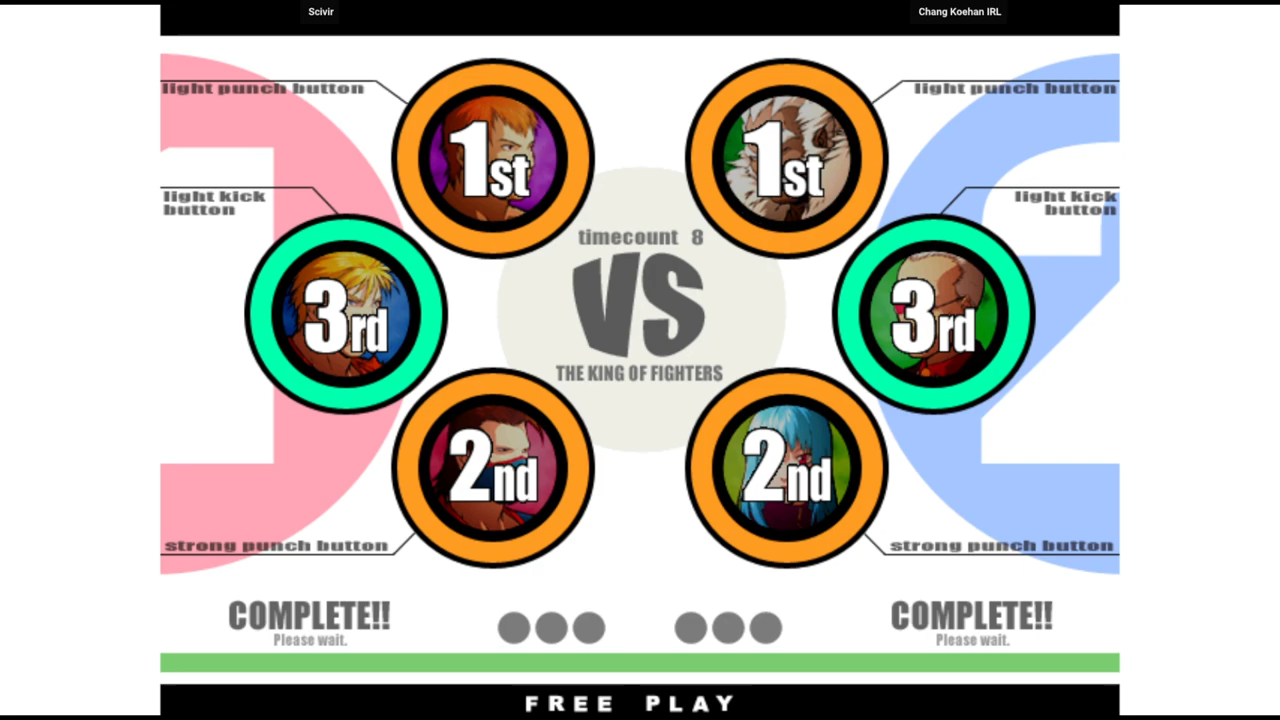 Scivir
Chang Koehan IRL
light punch button
light punch button
1st
1st
light kick
button
light kick
button
timecount 8
VS
THE KING OF FIGHTERS
3rd
3rd
2nd
2nd
strong punch button
strong punch button
COMPLETE!!
Please wait.
COMPLETE!!
Please wait.
FREE PLAY